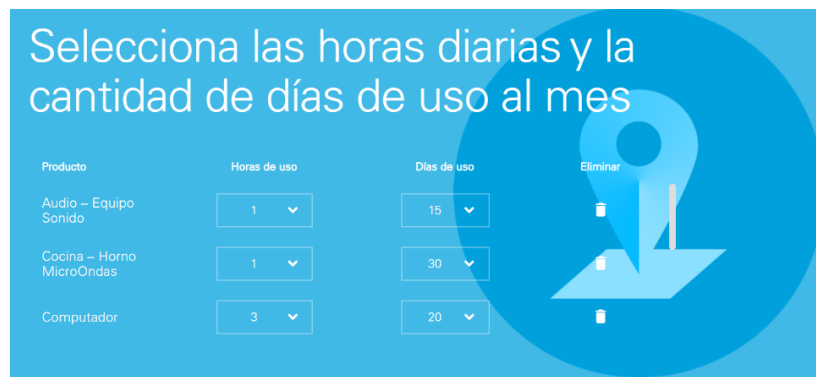 Selecciona las horas diarias y la
cantidad de días de uso al mes
Producto Horas de uso Días de uso Eliminar
Audio – Equipo
Sonido
1 15
Cocina – Horno
MicroOndas
1 30
Computador 3 20